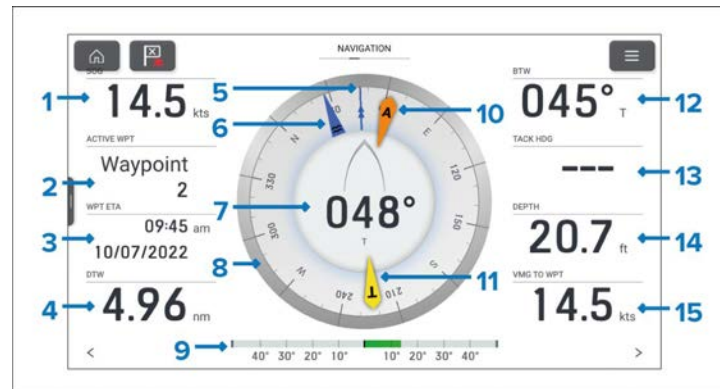 NAVIGATION
SOG
14.5 kts
1
ACTIVE WPT
Waypoint
2
2
WPT ETA
09:45 am
10/07/2022
3
DTW
4.96 nm
4
5
6
7
8
9
10
11
N
30
A
E
120
150
S
210
T
240
W
300
330
048°
T
40° 30° 20° 10° 10° 20° 30° 40°
BTW
045° T
12
TACK HDG
---
13
DEPTH
20.7 ft
14
VMG TO WPT
14.5 kts
15
< >